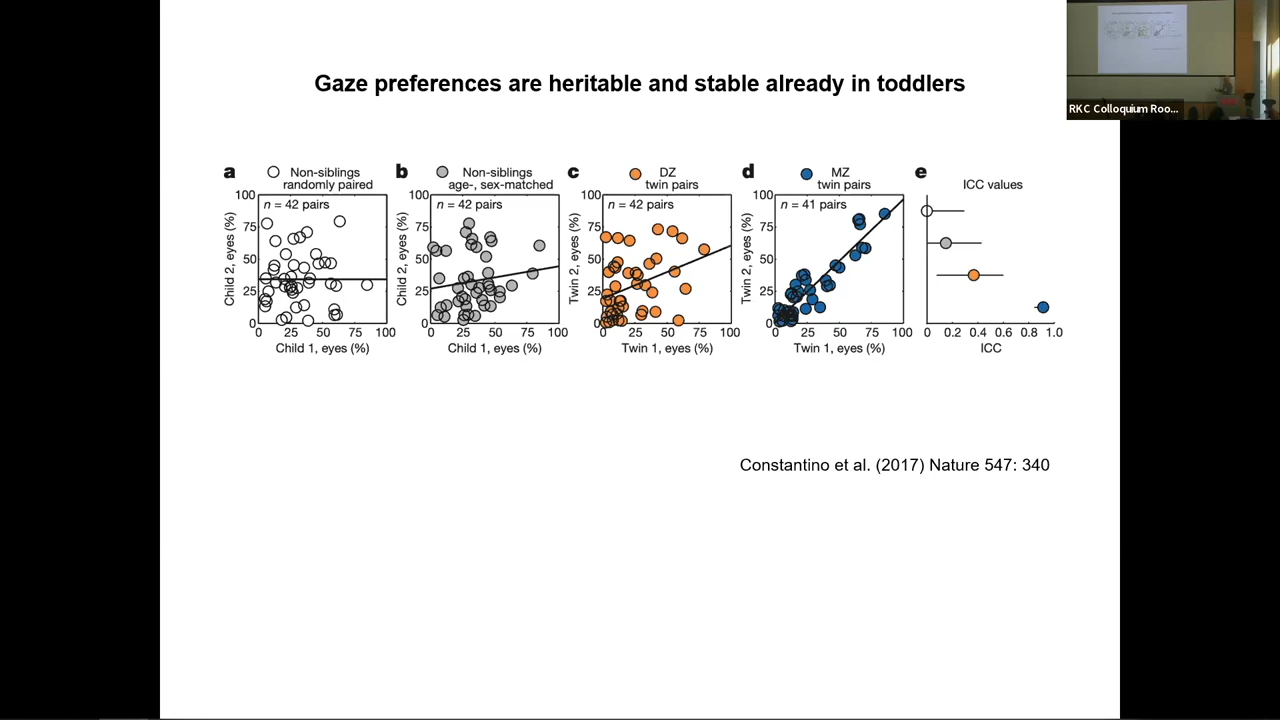 Gaze preferences are heritable and stable already in toddlers
RKC Colloquium Roo...
a
Non-siblings
randomly paired
n = 42 pairs
100
75
50
25
0
Child 2, eyes (%)
0 25 50 75 100
Child 1, eyes (%)
b
Non-siblings
age-, sex-matched
n = 42 pairs
100
75
50
25
0
Child 2, eyes (%)
0 25 50 75 100
Child 1, eyes (%)
c
DZ
twin pairs
n = 42 pairs
100
75
50
25
0
Twin 2, eyes (%)
0 25 50 75 100
Twin 1, eyes (%)
d
MZ
twin pairs
n = 41 pairs
100
75
50
25
0
Twin 2, eyes (%)
0 25 50 75 100
Twin 1, eyes (%)
e
ICC values
0 0.2 0.4 0.6 0.8 1.0
ICC
Constantino et al. (2017) Nature 547: 340